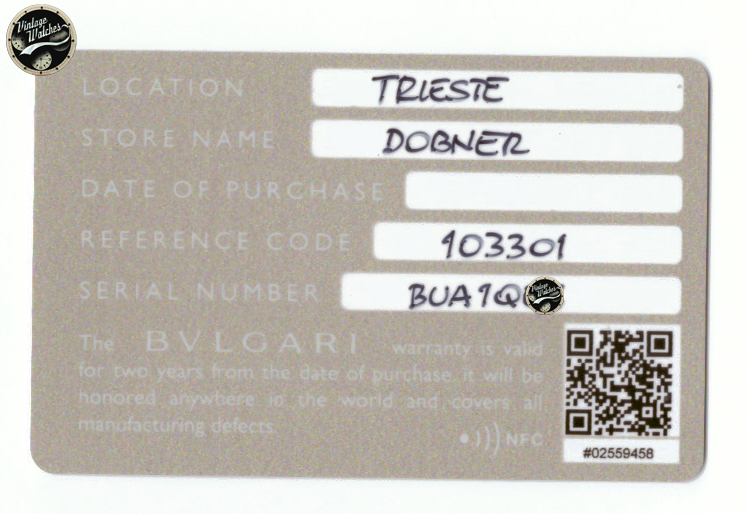 Vintage Watches
LOCATION TRIESTE
STORE NAME DOBNER
DATE OF PURCHASE
REFERENCE CODE 103301
SERIAL NUMBER BUA1Q
The BVLGARI warranty is valid
for two years from the date of purchase. it will be
honored anywhere in the world and covers all
manufacturing defects.
NFC
#02559458